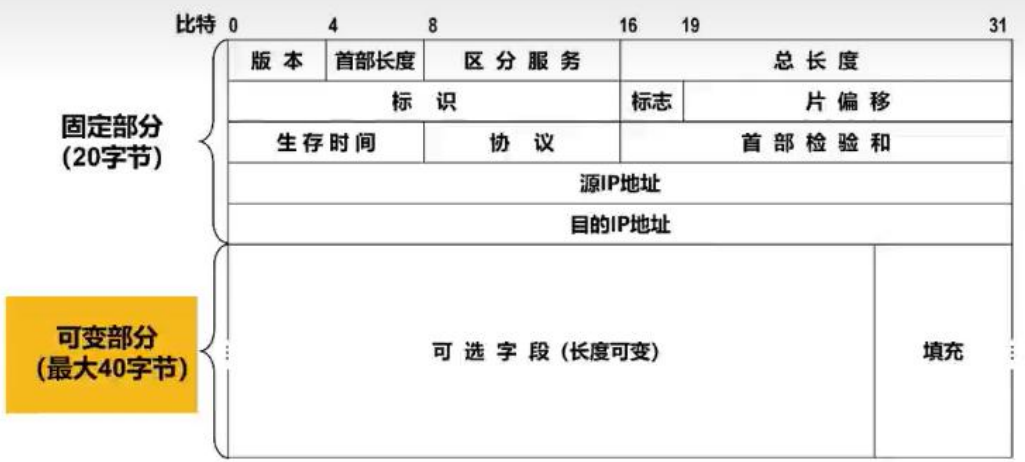 比特 0 4 8 16 19 31
版本 首部长度 区分服务 总长度
标识 标志 片偏移
固定部分
(20字节)
生存时间 协议 首部检验和
源IP地址
目的IP地址
可变部分
(最大40字节)
可选字段 (长度可变) 填充